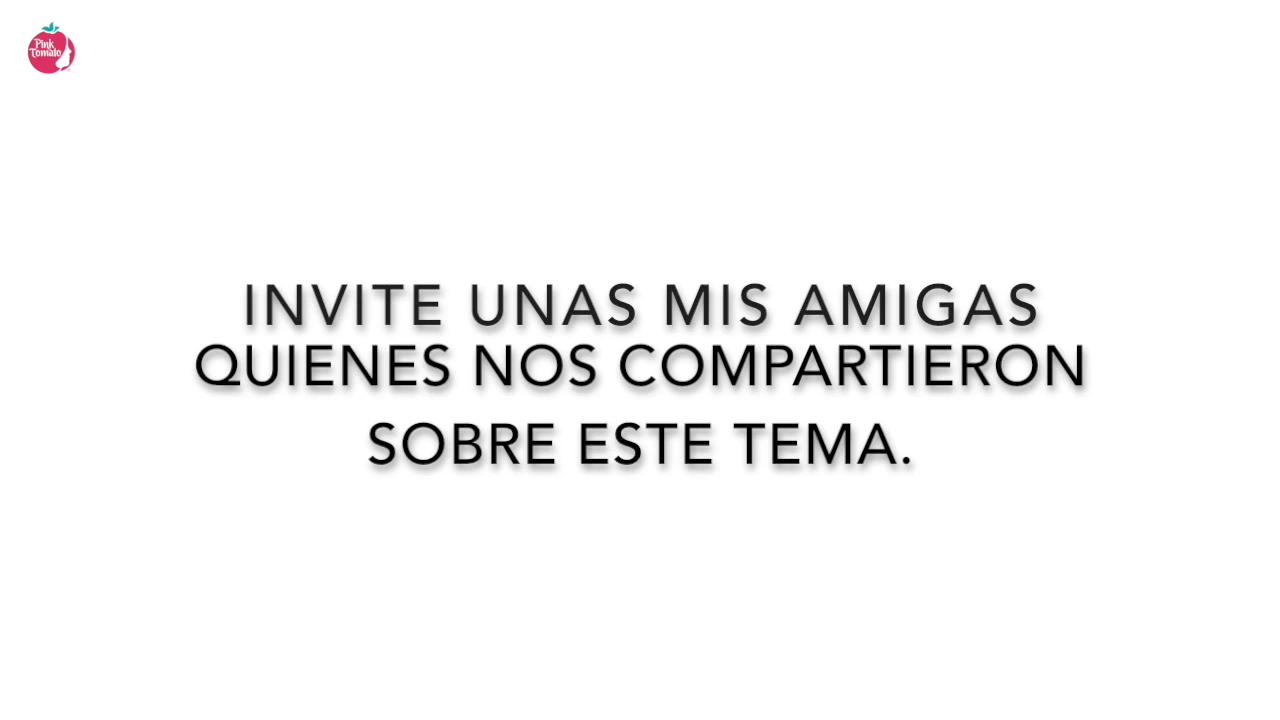 Pink
Tomato
INVITE UNAS MIS AMIGAS
QUIENES NOS COMPARTIERON
SOBRE ESTE TEMA.